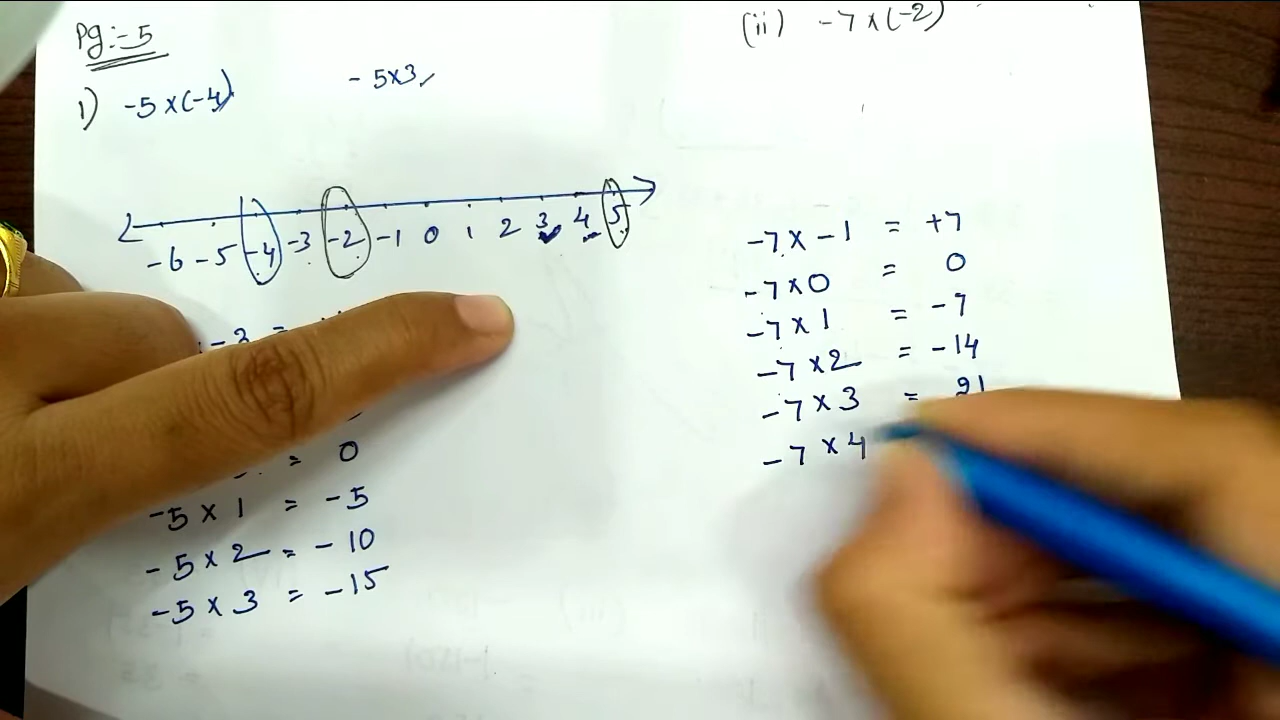 Pg:-5
1) -5 x (-4)
- 5x3
-6 -5 -4 -3 -2 -1 0 1 2 3 4 5
-3 =
= 0
-5 x 1 = -5
-5 x 2 = - 10
-5 x 3 = -15
(ii) -7 x (-2)
-7 x -1 = +7
-7 x 0 = 0
-7 x 1 = -7
-7 x 2 = -14
-7 x 3 = 21
-7 x 4